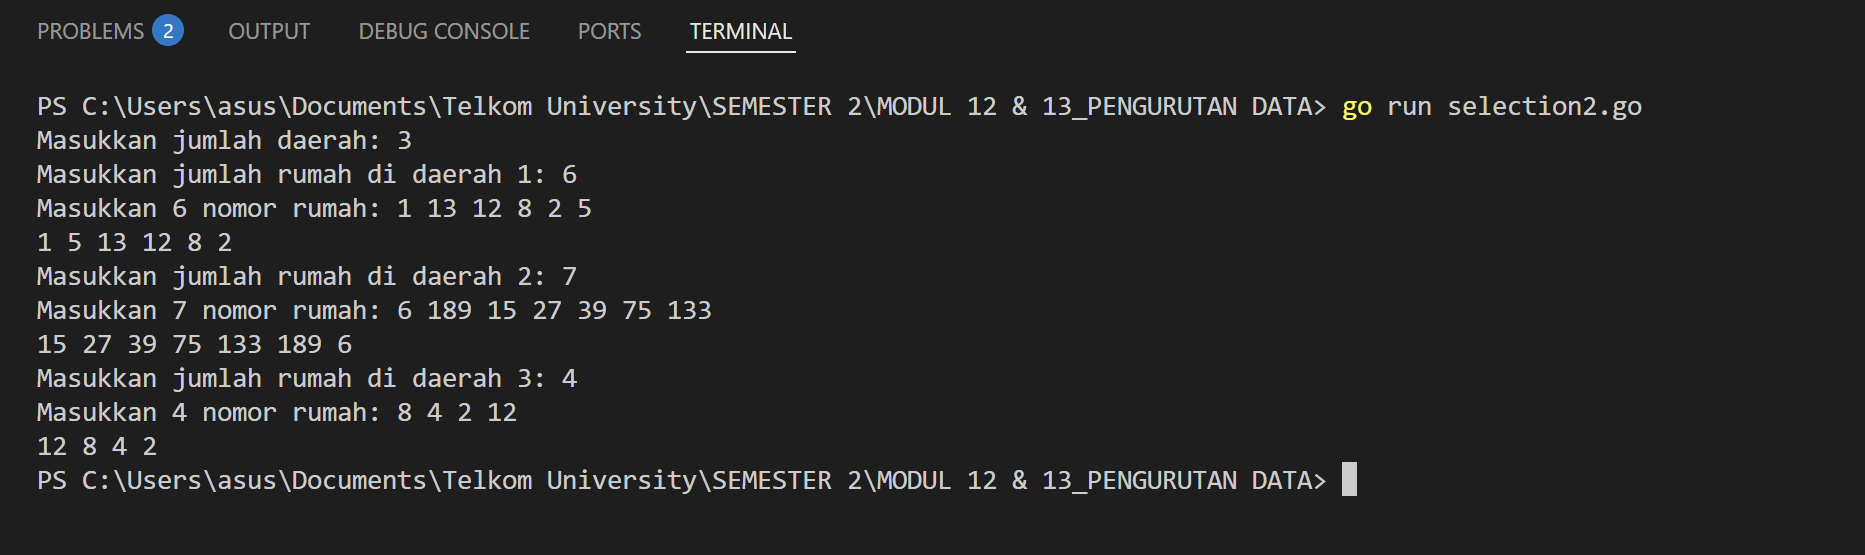 PROBLEMS 2 OUTPUT DEBUG CONSOLE PORTS TERMINAL
PS C:\Users\asus\Documents\Telkom University\SEMESTER 2\MODUL 12 & 13_PENGURUTAN DATA> go run selection2.go
Masukkan jumlah daerah: 3
Masukkan jumlah rumah di daerah 1: 6
Masukkan 6 nomor rumah: 1 13 12 8 2 5
1 5 13 12 8 2
Masukkan jumlah rumah di daerah 2: 7
Masukkan 7 nomor rumah: 6 189 15 27 39 75 133
15 27 39 75 133 189 6
Masukkan jumlah rumah di daerah 3: 4
Masukkan 4 nomor rumah: 8 4 2 12
12 8 4 2
PS C:\Users\asus\Documents\Telkom University\SEMESTER 2\MODUL 12 & 13_PENGURUTAN DATA>